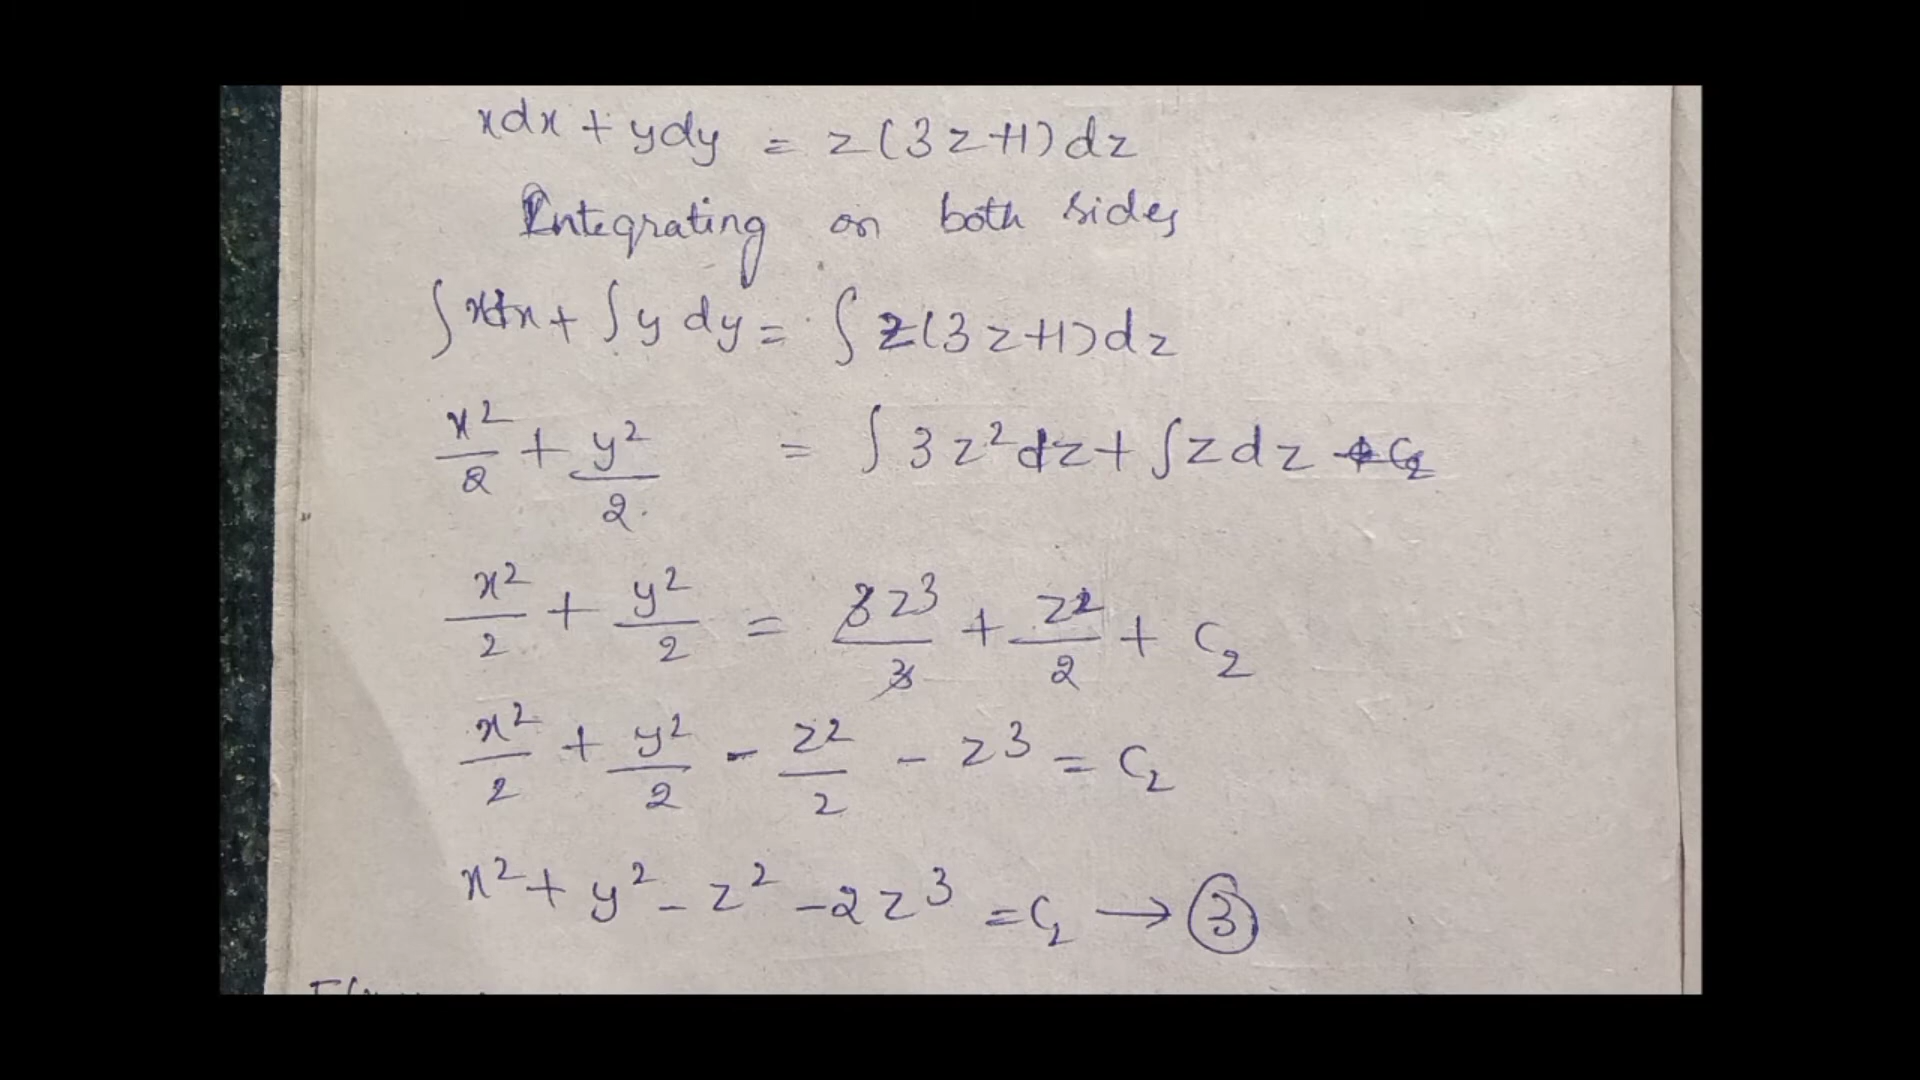 xdx + ydy = z(3z+1)dz
Integrating on both sides
∫xdx + ∫y dy = ∫z(3z+1)dz
x²/2 + y²/2 = ∫3z²dz + ∫zdz
x²/2 + y²/2 = 3z³/3 + z²/2 + c₂
x²/2 + y²/2 - z²/2 - z³ = c₂
x² + y² - z² - 2z³ = c₂ → ③